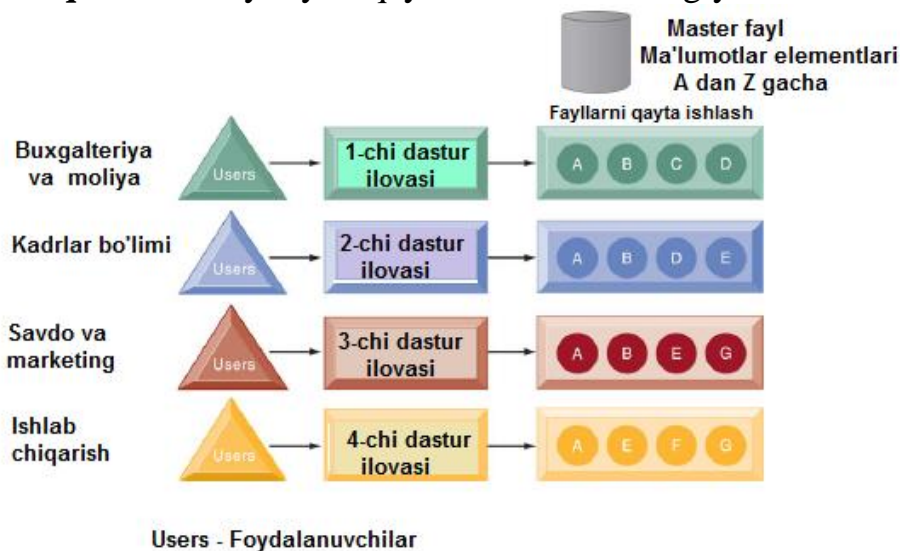 Master fayl
Ma'lumotlar elementlari
A dan Z gacha
Fayllarni qayta ishlash
Buxgalteriya
va moliya
Users
1-chi dastur
ilovasi
A B C D
Kadrlar bo'limi
Users
2-chi dastur
ilovasi
A B D E
Savdo va
marketing
Users
3-chi dastur
ilovasi
A B E G
Ishlab
chiqarish
Users
4-chi dastur
ilovasi
A E F G
Users - Foydalanuvchilar